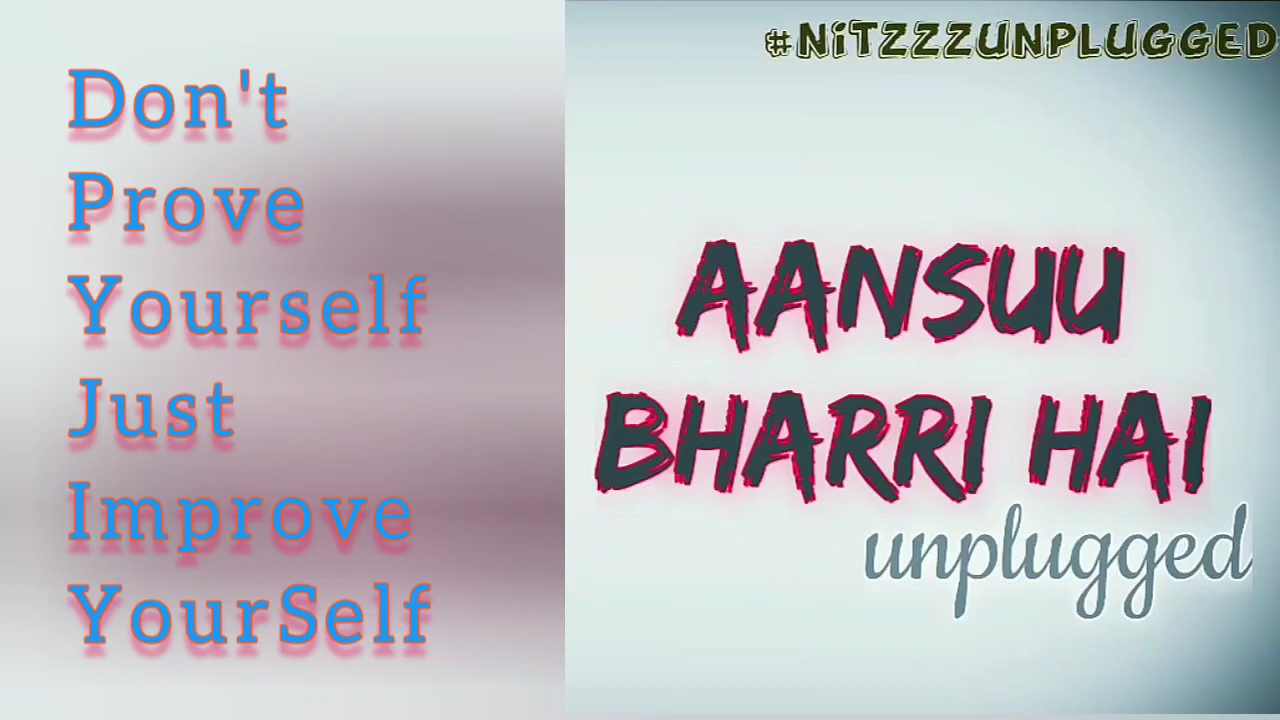 Don't
Prove
Yourself
Just
Improve
YourSelf
#NiTZZZUNPLUGGED
AANSUU
BHARRI HAI
unplugged